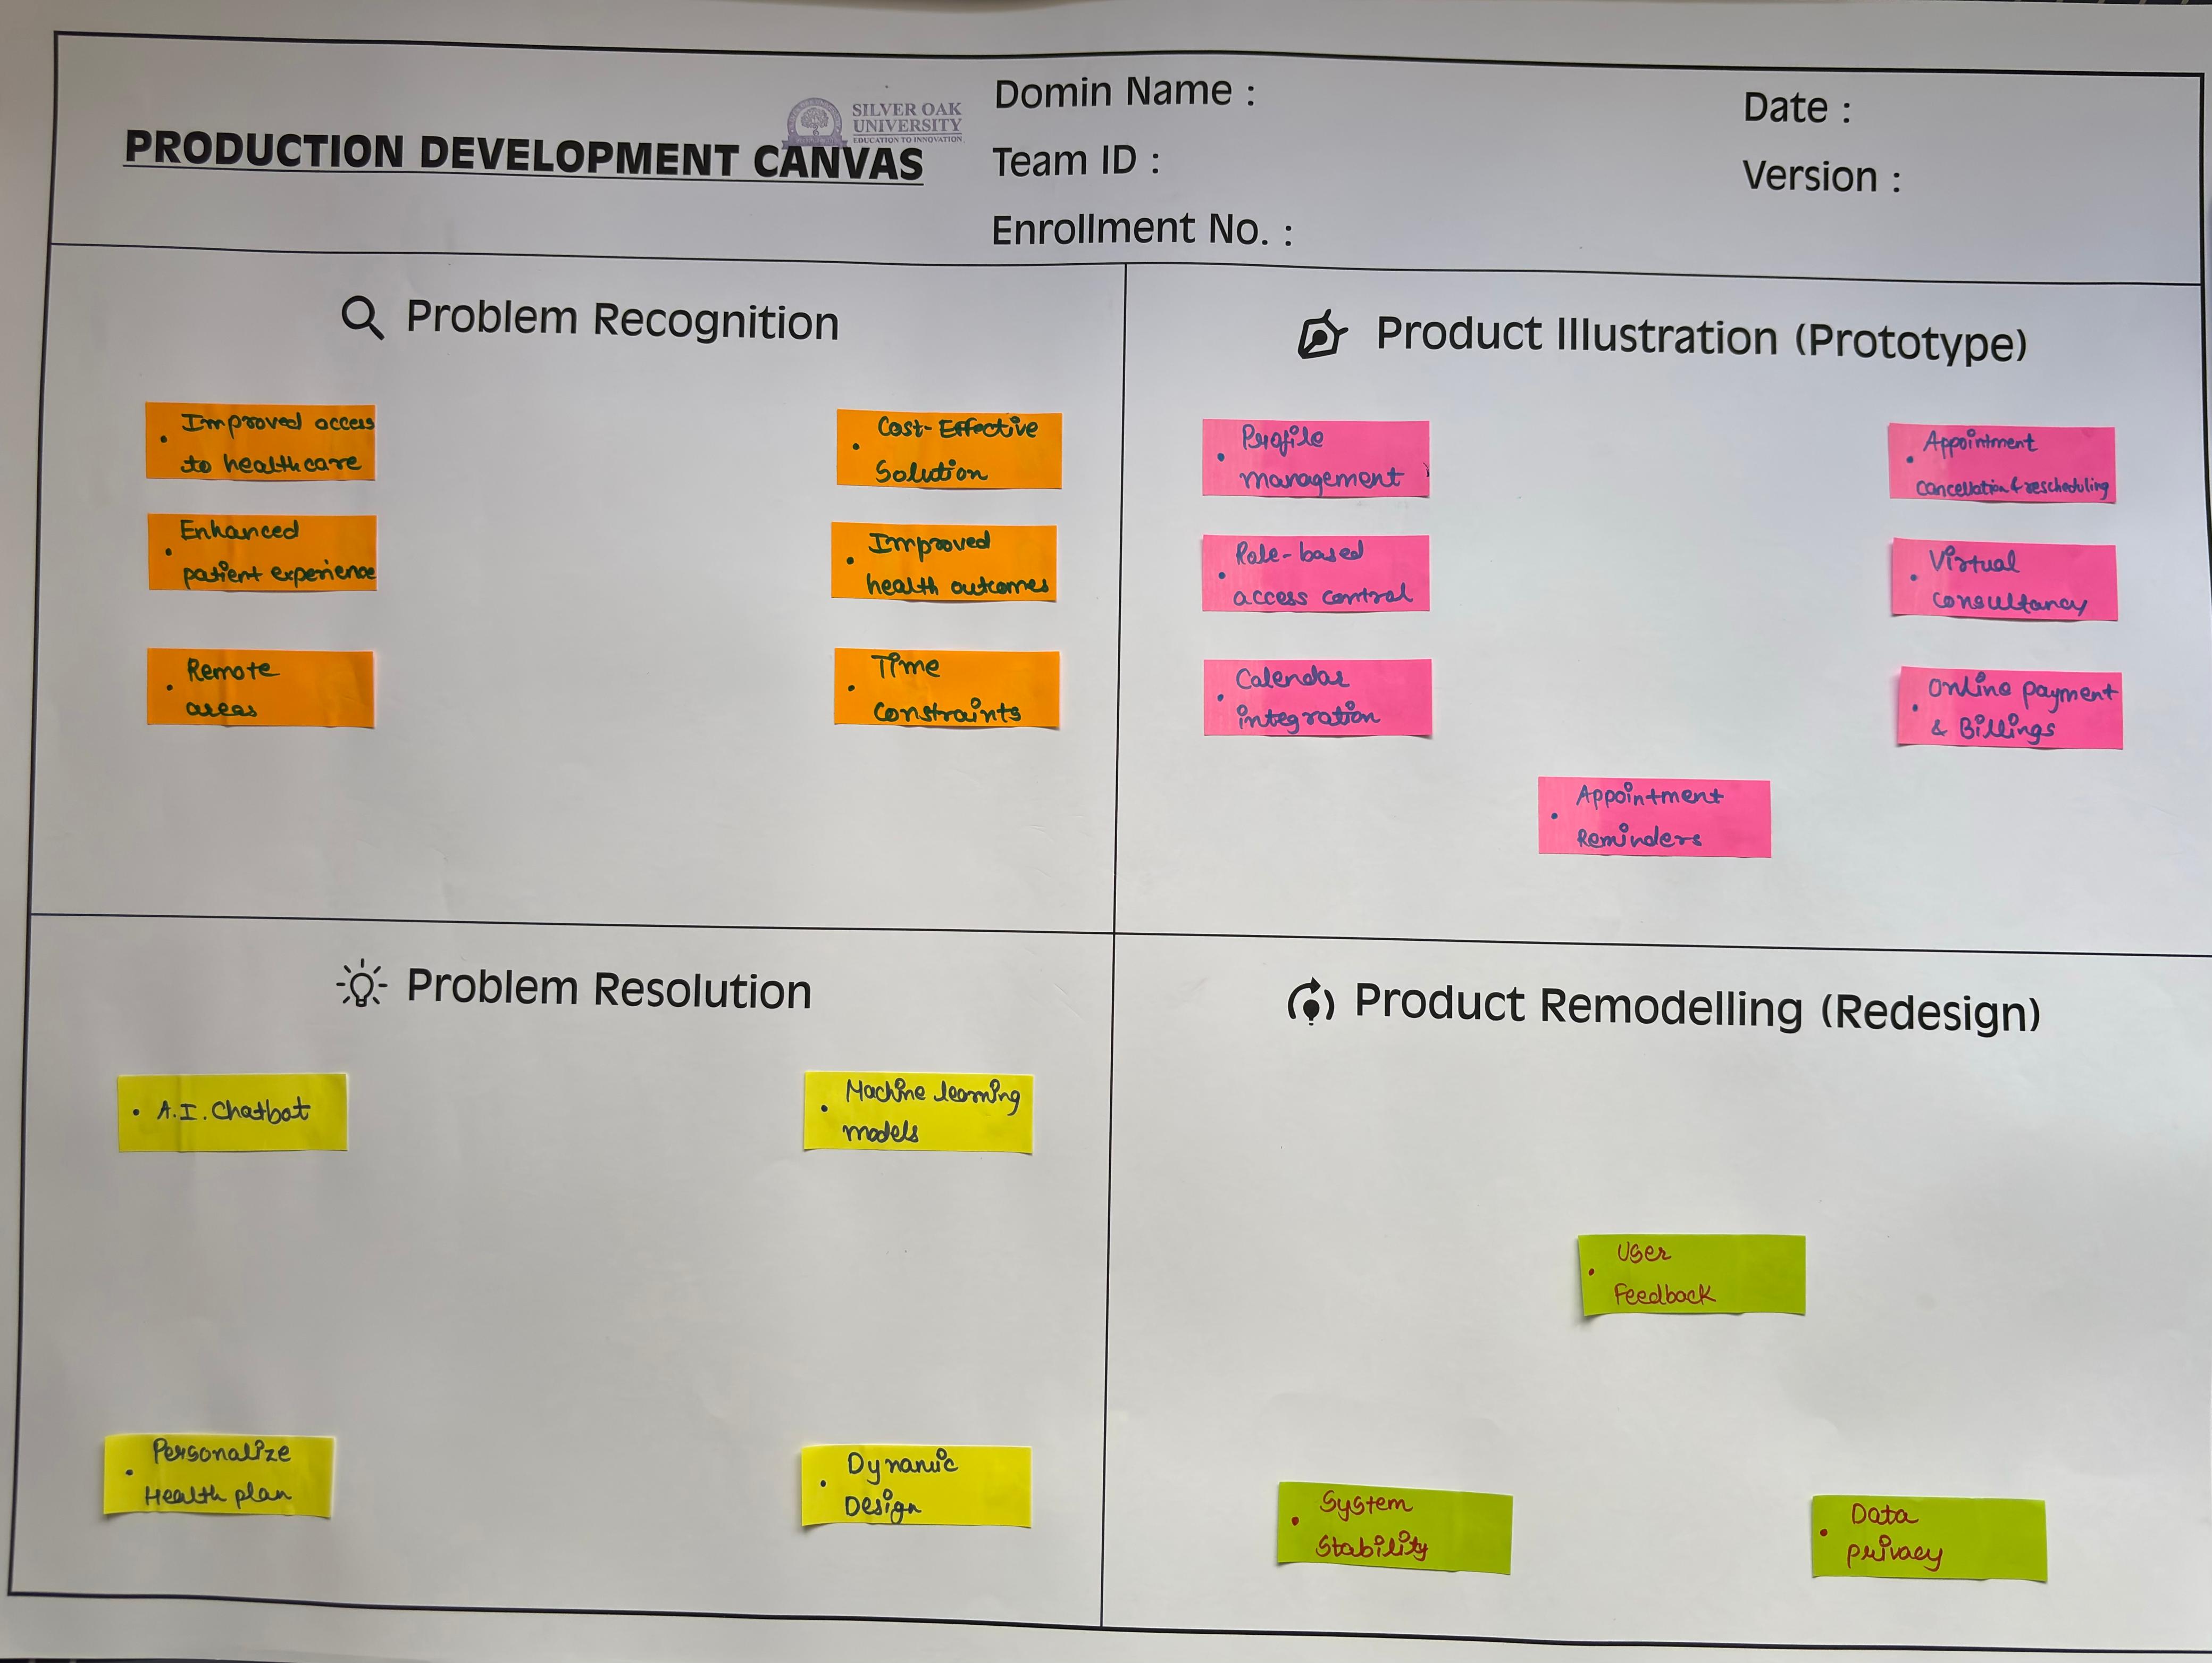 PRODUCTION DEVELOPMENT CANVAS
SILVER OAK
UNIVERSITY
EDUCATION TO INNOVATION
Domin Name :
Team ID :
Enrollment No. :
Date :
Version :
Problem Recognition
• Improved access
to healthcare
• Cost-Effective
Solution
• Enhanced
patient experience
• Improved
health outcomes
• Remote
areas
• Time
constraints
Product Illustration (Prototype)
• Profile
management
• Appointment
cancellation & rescheduling
• Role-based
access control
• Virtual
consultancy
• Calendar
integration
• Online payment
& Billings
• Appointment
Reminders
Problem Resolution
• A.I. Chatbot
• Machine learning
models
• Personalize
Health plan
• Dynamic
Design
Product Remodelling (Redesign)
• User
Feedback
• System
Stability
• Data
privacy